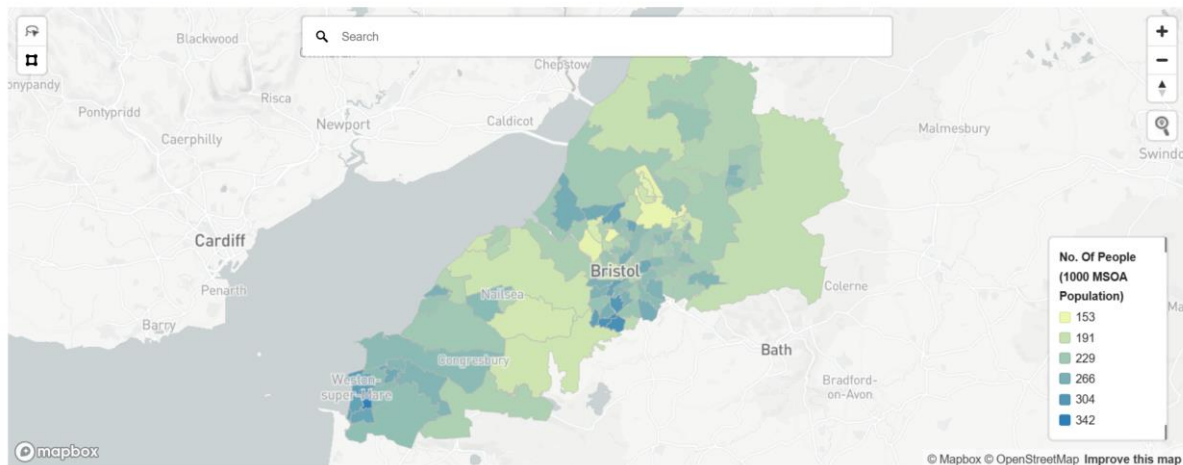 Search
Blackwood
Chepstow
onypandy
Risca
Pontypridd
Newport
Caldicot
Caerphilly
Malmesbury
Swindo
Cardiff
Penarth
Barry
Bristol
Nailsea
Congresbury
Weston-
super-Mare
Colerne
Bath
Bradford-
on-Avon
Ma
No. Of People
(1000 MSOA
Population)
153
191
229
266
304
342
mapbox
© Mapbox © OpenStreetMap Improve this map